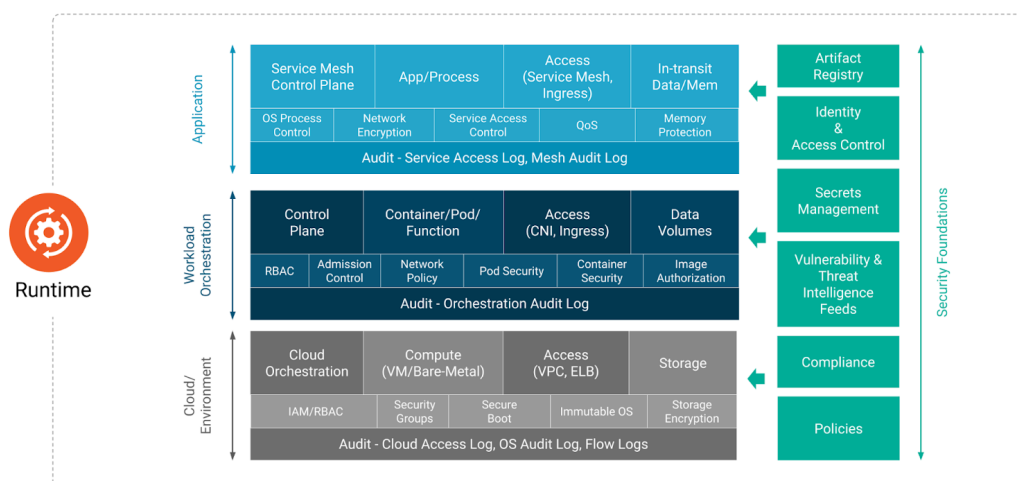 Application
Service Mesh
Control Plane
App/Process
Access
(Service Mesh,
Ingress)
In-transit
Data/Mem
OS Process
Control
Network
Encryption
Service Access
Control
QoS
Memory
Protection
Audit - Service Access Log, Mesh Audit Log
Runtime
Workload
Orchestration
Control
Plane
Container/Pod/
Function
Access
(CNI, Ingress)
Data
Volumes
RBAC
Admission
Control
Network
Policy
Pod Security
Container
Security
Image
Authorization
Audit - Orchestration Audit Log
Cloud/
Environment
Cloud
Orchestration
Compute
(VM/Bare-Metal)
Access
(VPC, ELB)
Storage
IAM/RBAC
Security
Groups
Secure
Boot
Immutable OS
Storage
Encryption
Audit - Cloud Access Log, OS Audit Log, Flow Logs
Artifact
Registry
Identity
&
Access Control
Secrets
Management
Vulnerability &
Threat
Intelligence
Feeds
Compliance
Policies
Security Foundations